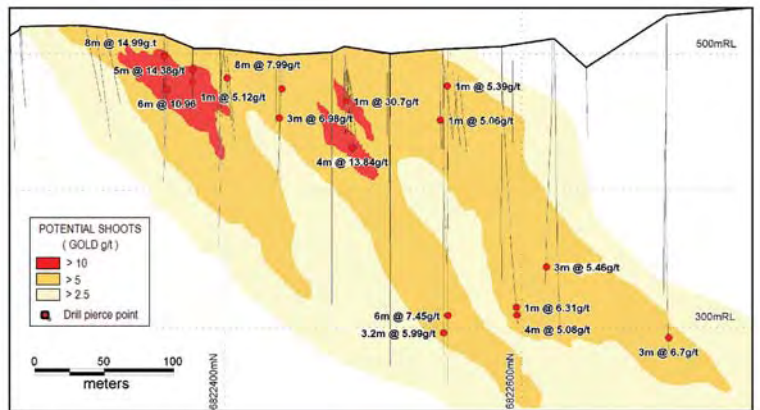 500mRL
8m @ 14.99g.t
5m @ 14.38g/t
8m @ 7.99g/t
6m @ 10.96
1m @ 5.12g/t
1m @ 30.7g/t
1m @ 5.39g/t
3m @ 6.98g/t
1m @ 5.06g/t
4m @ 13.84g/t
POTENTIAL SHOOTS
( GOLD g/t )
> 10
> 5
> 2.5
Drill pierce point
3m @ 5.46g/t
1m @ 6.31g/t
6m @ 7.45g/t
300mRL
4m @ 5.08g/t
3.2m @ 5.99g/t
3m @ 6.7g/t
0 50 100
meters
6822400mN
6822600mN